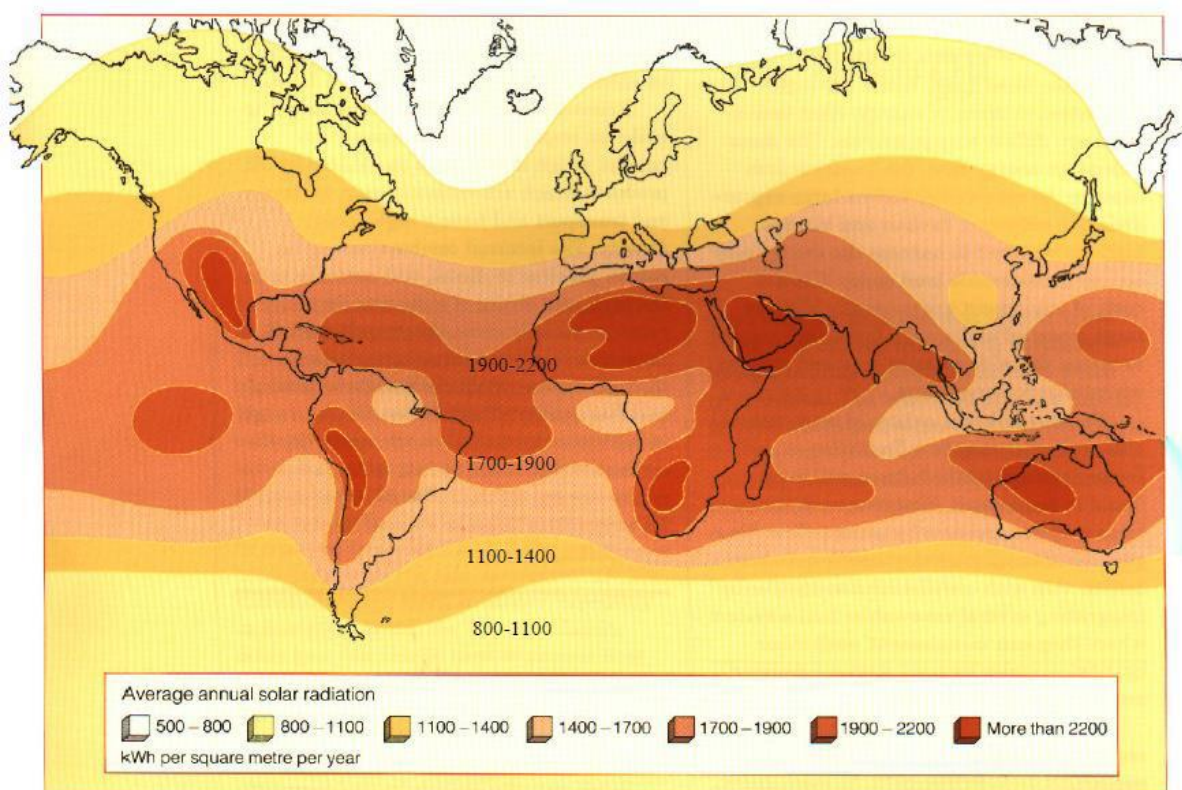 1900-2200
1700-1900
1100-1400
800-1100
Average annual solar radiation
500 – 800 800 – 1100 1100 – 1400 1400 – 1700 1700 – 1900 1900 – 2200 More than 2200
kWh per square metre per year